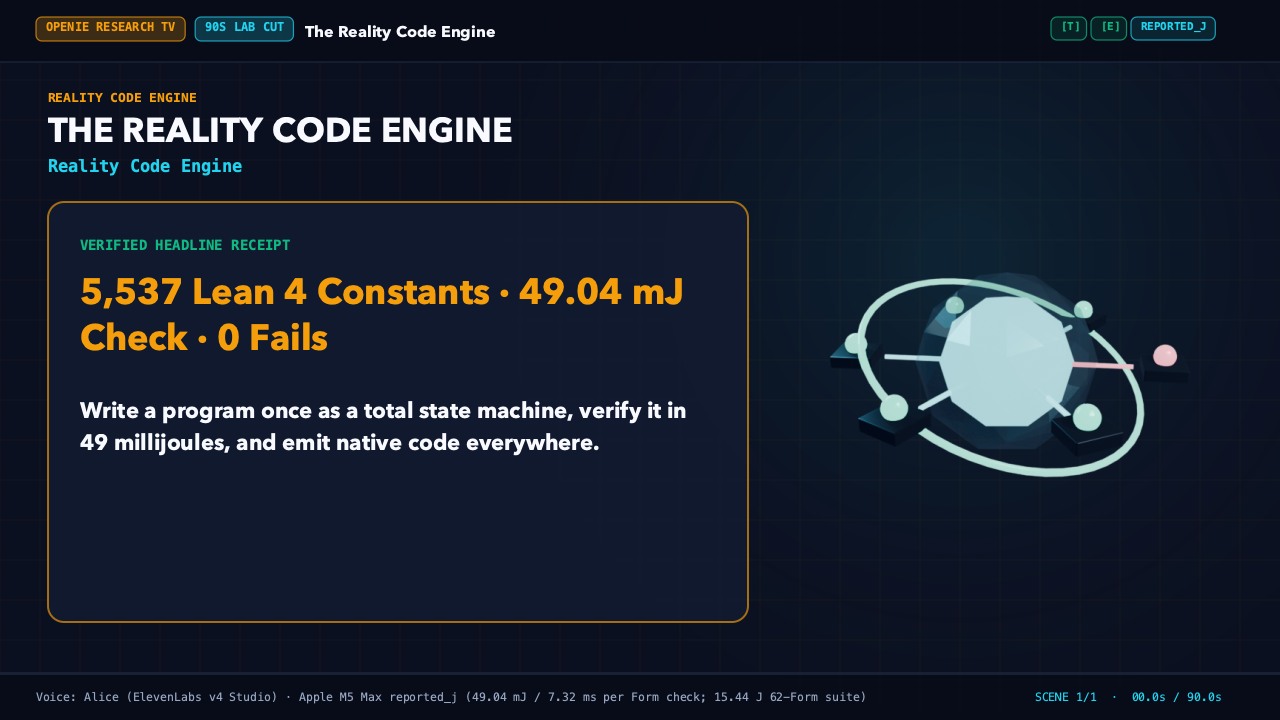 OPENIE RESEARCH TV
90S LAB CUT
The Reality Code Engine
[T]
[E]
REPORTED_J
REALITY CODE ENGINE
THE REALITY CODE ENGINE
Reality Code Engine
VERIFIED HEADLINE RECEIPT
5,537 Lean 4 Constants · 49.04 mJ
Check · 0 Fails
Write a program once as a total state machine, verify it in
49 millijoules, and emit native code everywhere.
Voice: Alice (ElevenLabs v4 Studio) · Apple M5 Max reported_j (49.04 mJ / 7.32 ms per Form check; 15.44 J 62−Form suite)
SCENE 1/1 · 00.0s / 90.0s